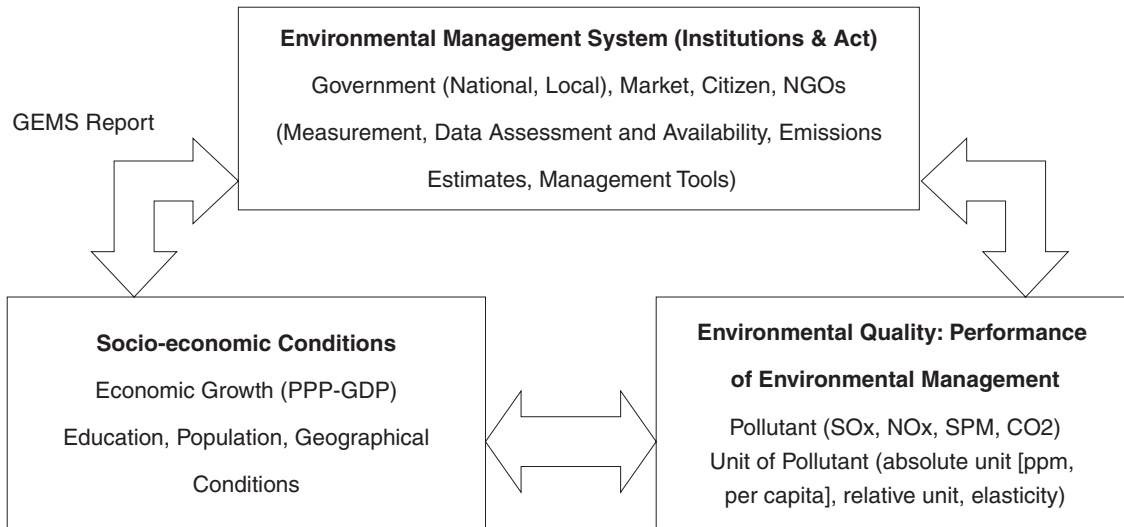 Environmental Management System (Institutions & Act)
Government (National, Local), Market, Citizen, NGOs
(Measurement, Data Assessment and Availability, Emissions
Estimates, Management Tools)
GEMS Report
Socio-economic Conditions
Economic Growth (PPP-GDP)
Education, Population, Geographical
Conditions
Environmental Quality: Performance
of Environmental Management
Pollutant (SOx, NOx, SPM, CO2)
Unit of Pollutant (absolute unit [ppm,
per capita], relative unit, elasticity)